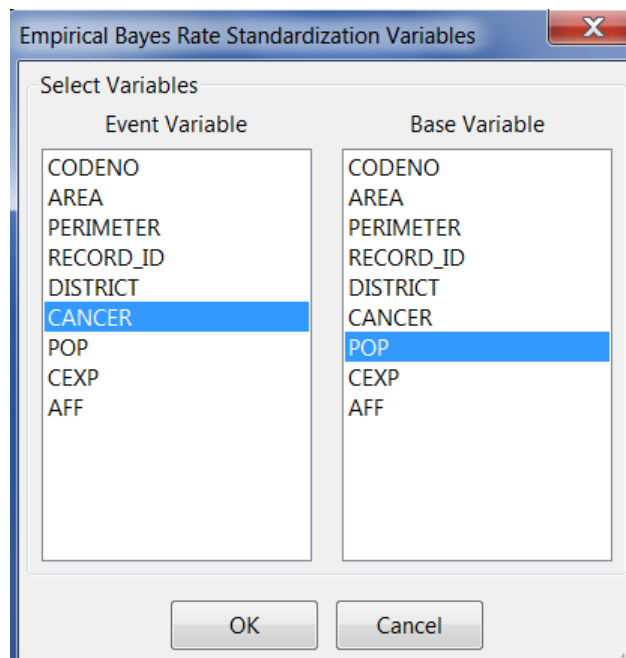 Empirical Bayes Rate Standardization Variables
X
Select Variables
Event Variable
CODENO
AREA
PERIMETER
RECORD_ID
DISTRICT
CANCER
POP
CEXP
AFF
Base Variable
CODENO
AREA
PERIMETER
RECORD_ID
DISTRICT
CANCER
POP
CEXP
AFF
OK
Cancel